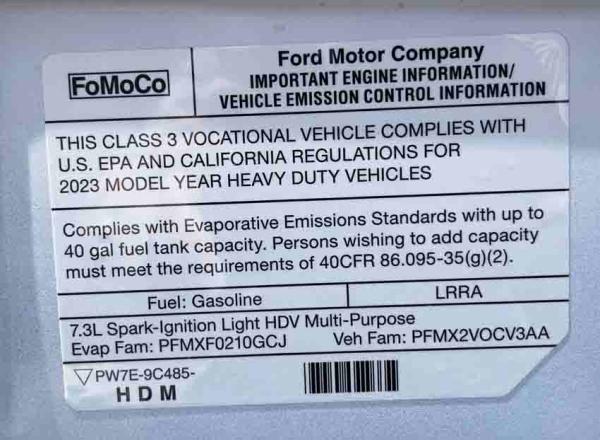 FoMoCo
Ford Motor Company
IMPORTANT ENGINE INFORMATION/
VEHICLE EMISSION CONTROL INFORMATION
THIS CLASS 3 VOCATIONAL VEHICLE COMPLIES WITH
U.S. EPA AND CALIFORNIA REGULATIONS FOR
2023 MODEL YEAR HEAVY DUTY VEHICLES
Complies with Evaporative Emissions Standards with up to
40 gal fuel tank capacity. Persons wishing to add capacity
must meet the requirements of 40CFR 86.095-35(g)(2).
Fuel: Gasoline LRRA
7.3L Spark-Ignition Light HDV Multi-Purpose
Evap Fam: PFMXF0210GCJ Veh Fam: PFMX2VOCV3AA
▽PW7E-9C485-
HDM